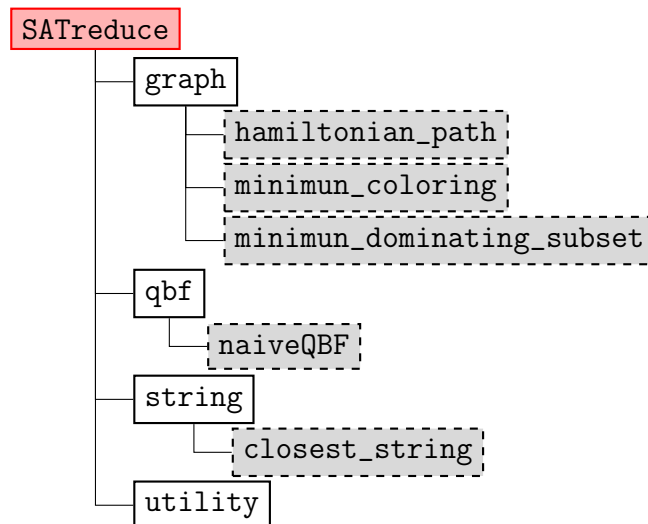 SATreduce
graph
hamiltonian_path
minimun_coloring
minimun_dominating_subset
qbf
naiveQBF
string
closest_string
utility